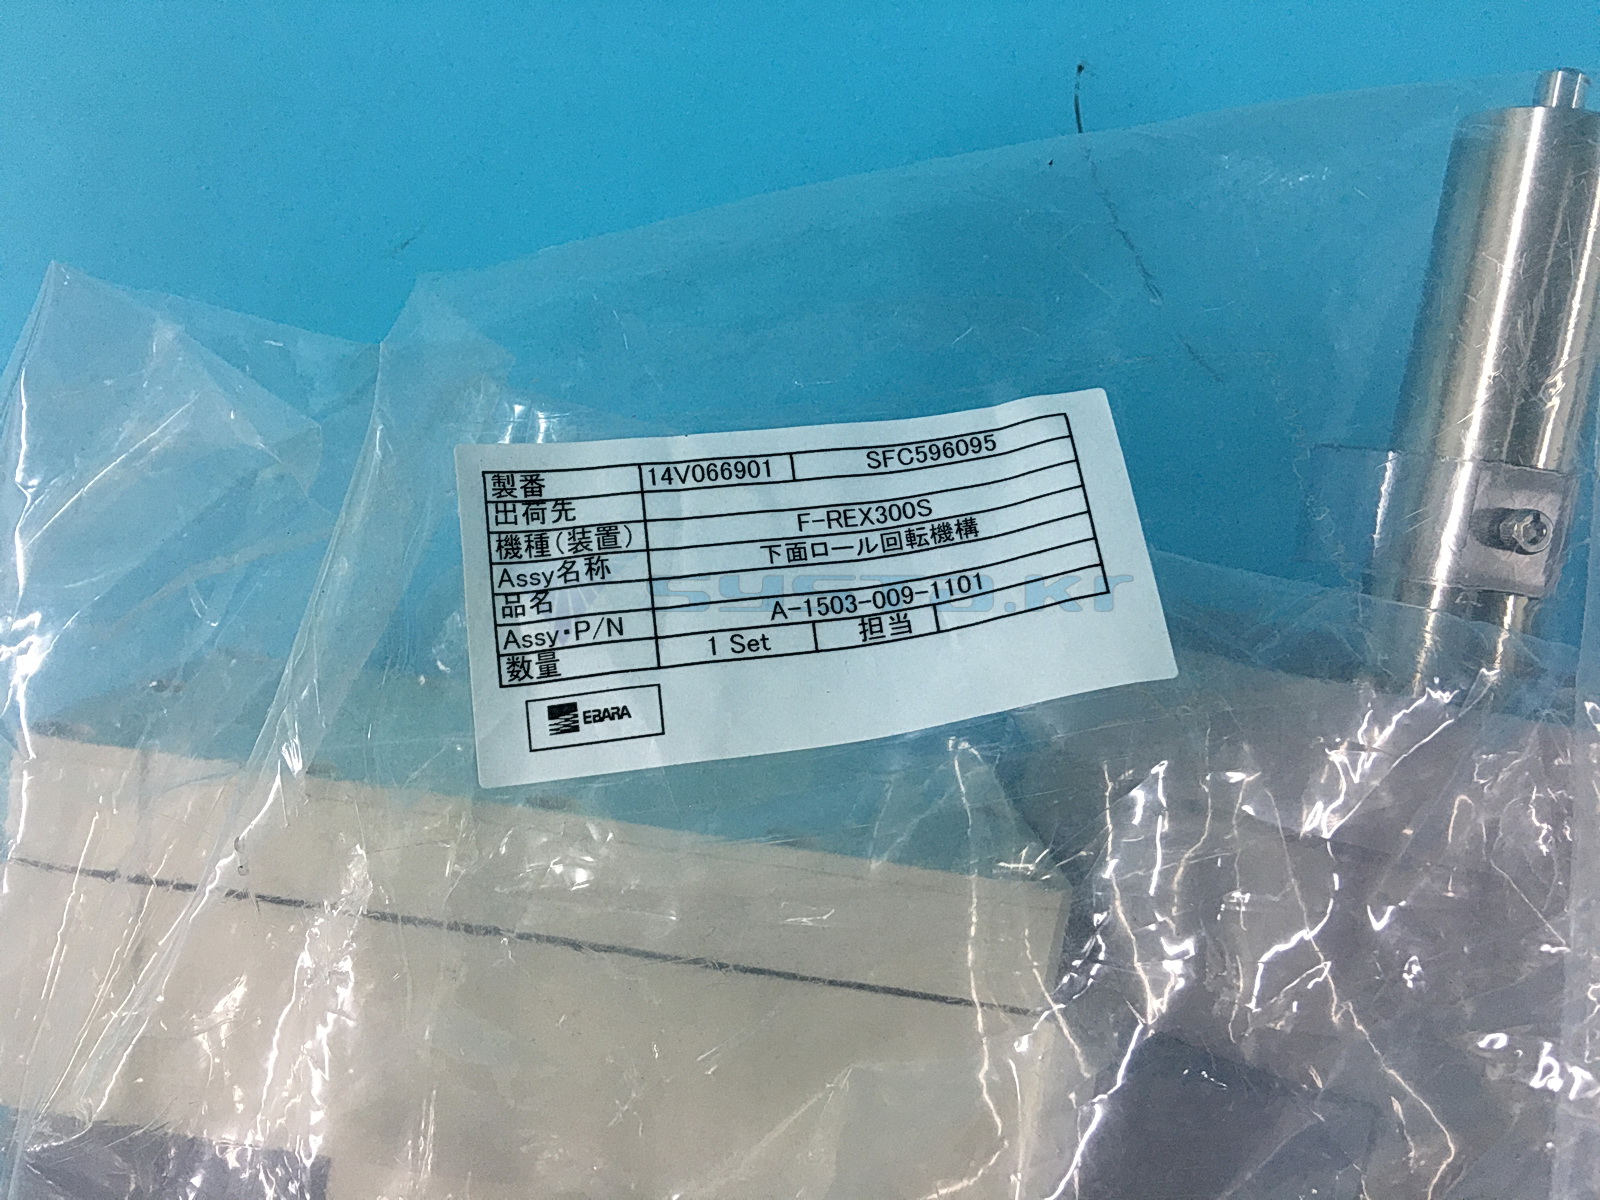 製番 14V066901 SFC596095
出荷先
機種(装置) F-REX300S
Assy名称 下面ロール回転機構
品名
Assy・P/N A-1503-009-1101
数量 1 Set 担当
EBARA
systo.kr